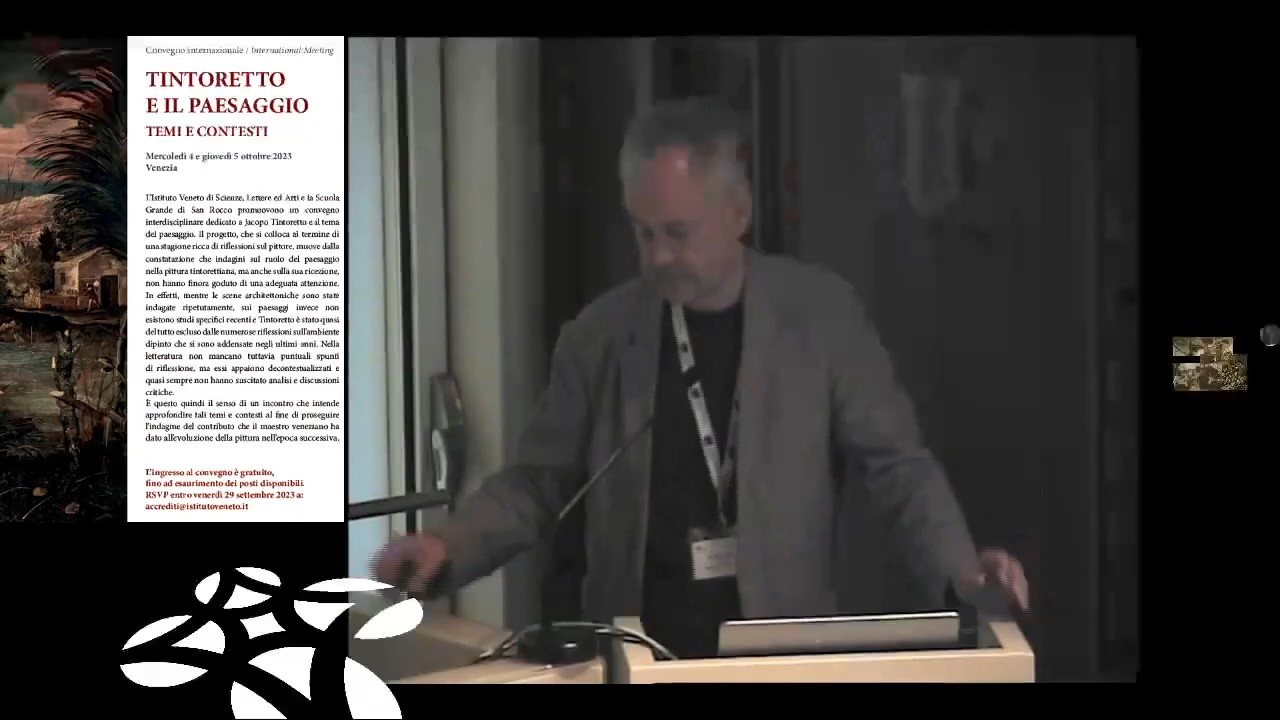 Convegno internazionale / International Meeting
TINTORETTO
E IL PAESAGGIO
TEMI E CONTESTI
Mercoledì 4 e giovedì 5 ottobre 2023
Venezia
L'Istituto Veneto di Scienze, Lettere ed Arti e la Scuola
Grande di San Rocco promuovono un convegno
interdisciplinare dedicato a Jacopo Tintoretto e il tema
del paesaggio. Il progetto, che si colloca al termine di
una stagione ricca di riflessioni sul pittore, muove dalla
constatazione che indagini sul ruolo del paesaggio
nella pittura tintorettiana, ma anche sulla sua ricezione,
non hanno finora goduto di una adeguata attenzione.
In effetti, mentre le scene architettoniche sono state
indagate ripetutamente, sui paesaggi invece non
esistono studi specifici recenti e Tintoretto è stato quasi
del tutto escluso dalle numerose riflessioni sull'ambiente
dipinto che si sono addensate negli ultimi anni. Nella
letteratura non mancano tuttavia puntuali spunti
di riflessione, ma essi appaiono decontestualizzati e
quasi sempre non hanno suscitato analisi e discussioni
critiche.
È questo quindi il senso di un incontro che intende
approfondire tali temi e contesti al fine di proseguire
l'indagine del contributo che il maestro veneziano ha
dato all'evoluzione della pittura nell'epoca successiva.
L'ingresso al convegno è gratuito,
fino ad esaurimento dei posti disponibili.
RSVP entro venerdì 29 settembre 2023 a:
accrediti@istitutoveneto.it